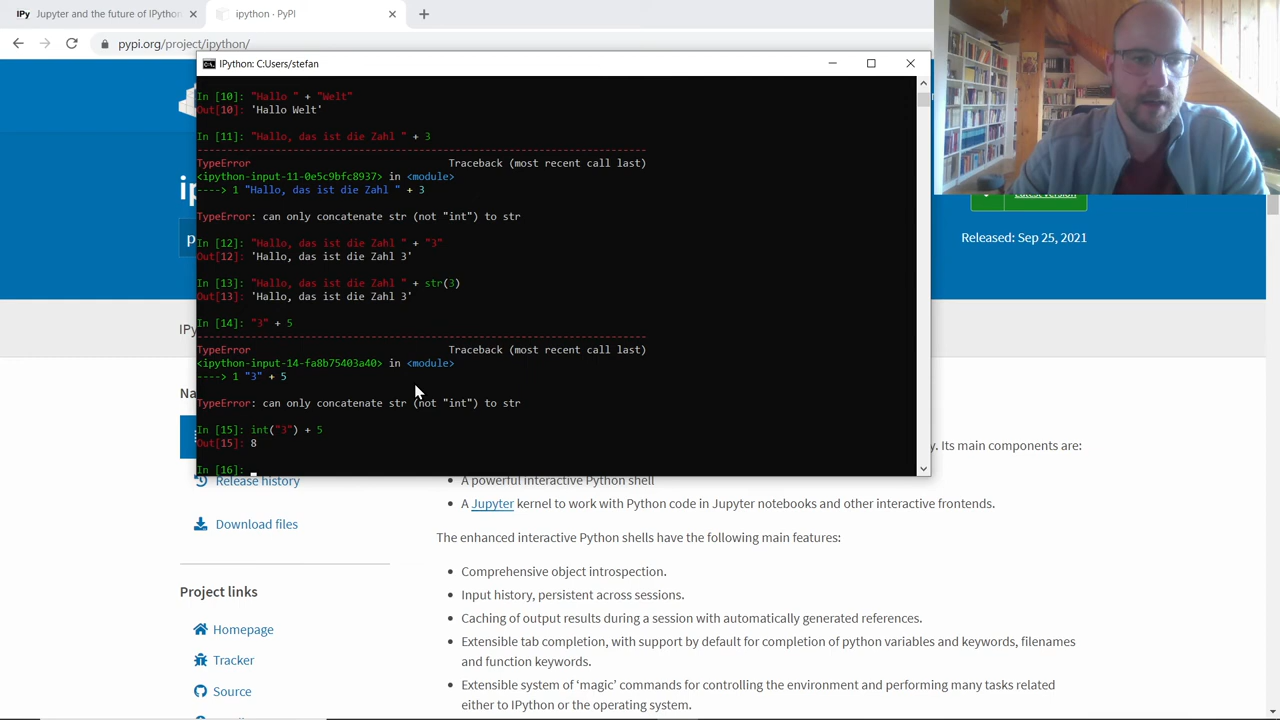 IPy Jupyter and the future of IPython
ipython · PyPI
pypi.org/project/ipython/
IPython: C:Users/stefan
In [10]: "Hallo " + "Welt"
Out[10]: 'Hallo Welt'
In [11]: "Hallo, das ist die Zahl " + 3
---------------------------------------------------------------------------
TypeError Traceback (most recent call last)
<ipython-input-11-0e5c9bfc8937> in <module>
----> 1 "Hallo, das ist die Zahl " + 3
TypeError: can only concatenate str (not "int") to str
In [12]: "Hallo, das ist die Zahl " + "3"
Out[12]: 'Hallo, das ist die Zahl 3'
In [13]: "Hallo, das ist die Zahl " + str(3)
Out[13]: 'Hallo, das ist die Zahl 3'
In [14]: "3" + 5
---------------------------------------------------------------------------
TypeError Traceback (most recent call last)
<ipython-input-14-fa8b75403a40> in <module>
----> 1 "3" + 5
TypeError: can only concatenate str (not "int") to str
In [15]: int("3") + 5
Out[15]: 8
In [16]:
Latest version
Released: Sep 25, 2021
IPy
Na
y. Its main components are:
Release history
A powerful interactive Python shell
A Jupyter kernel to work with Python code in Jupyter notebooks and other interactive frontends.
Download files
The enhanced interactive Python shells have the following main features:
Comprehensive object introspection.
Project links
Input history, persistent across sessions.
Caching of output results during a session with automatically generated references.
Homepage
Extensible tab completion, with support by default for completion of python variables and keywords, filenames
and function keywords.
Tracker
Extensible system of ‘magic’ commands for controlling the environment and performing many tasks related
either to IPython or the operating system.
Source